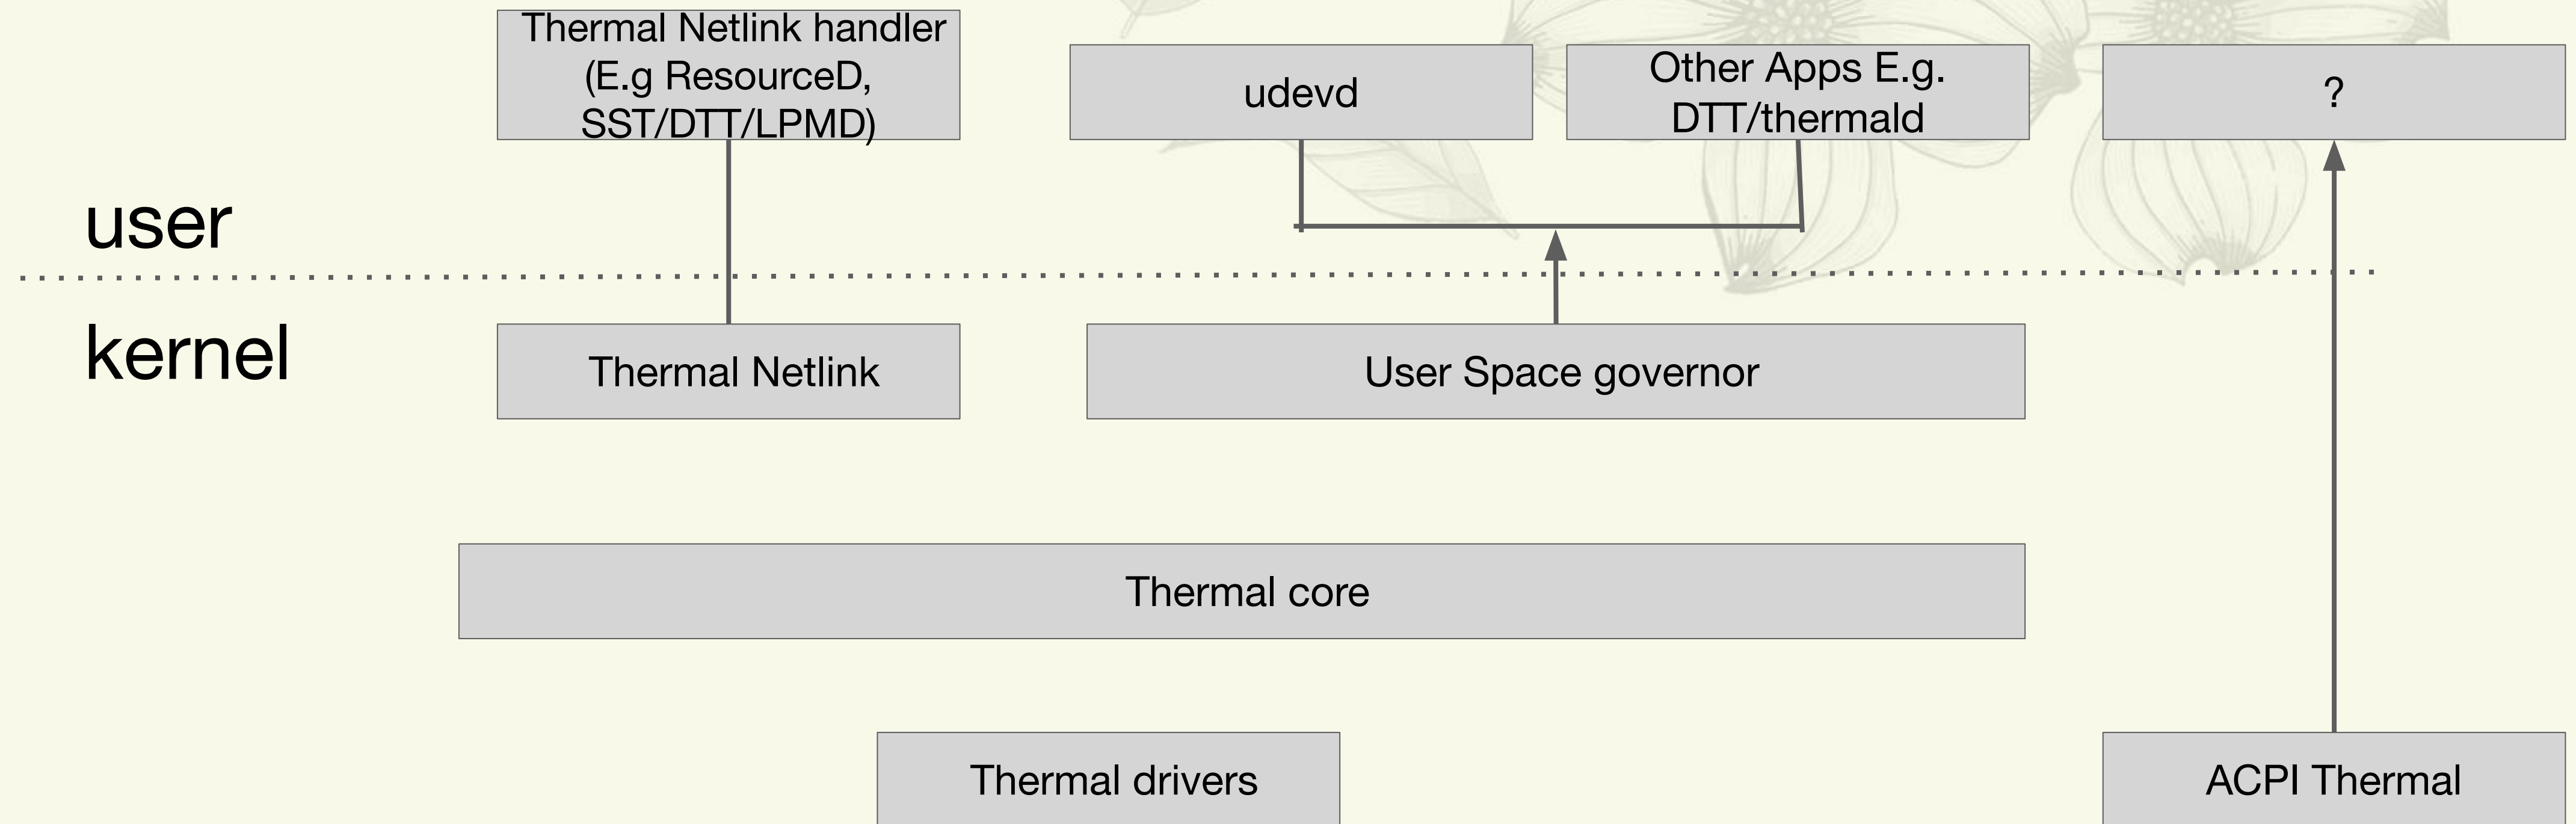 Thermal Netlink handler
(E.g ResourceD,
SST/DTT/LPMD)
udevd
Other Apps E.g.
DTT/thermald
?
user
kernel
Thermal Netlink
User Space governor
Thermal core
Thermal drivers
ACPI Thermal